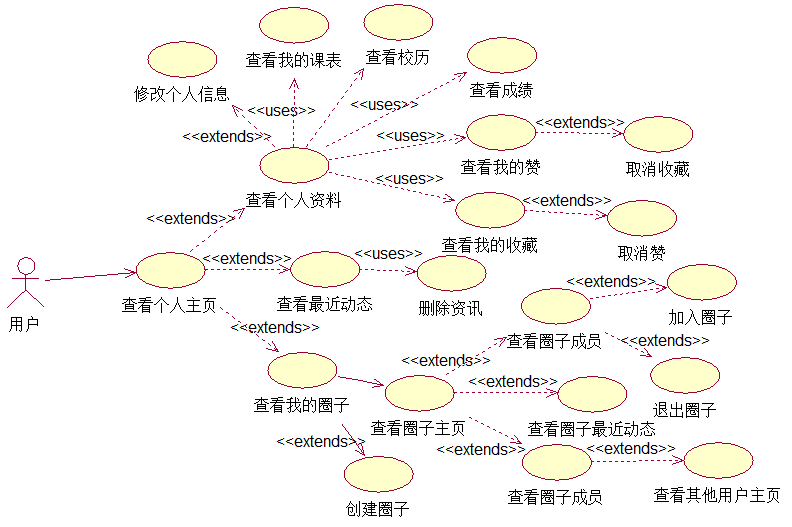 查看我的课表
查看校历
修改个人信息
查看成绩
<<uses>>
<<uses>>
<<extends>>
<<uses>>
<<extends>>
查看我的赞
取消收藏
查看个人资料
<<uses>>
<<extends>>
查看我的收藏
<<extends>>
取消赞
用户
查看个人主页
<<extends>>
查看最近动态
<<uses>>
删除资讯
<<extends>>
查看圈子成员
<<extends>>
加入圈子
<<extends>>
退出圈子
查看我的圈子
<<extends>>
查看圈子主页
<<extends>>
查看圈子最近动态
<<extends>>
创建圈子
<<extends>>
查看圈子成员
<<extends>>
查看其他用户主页